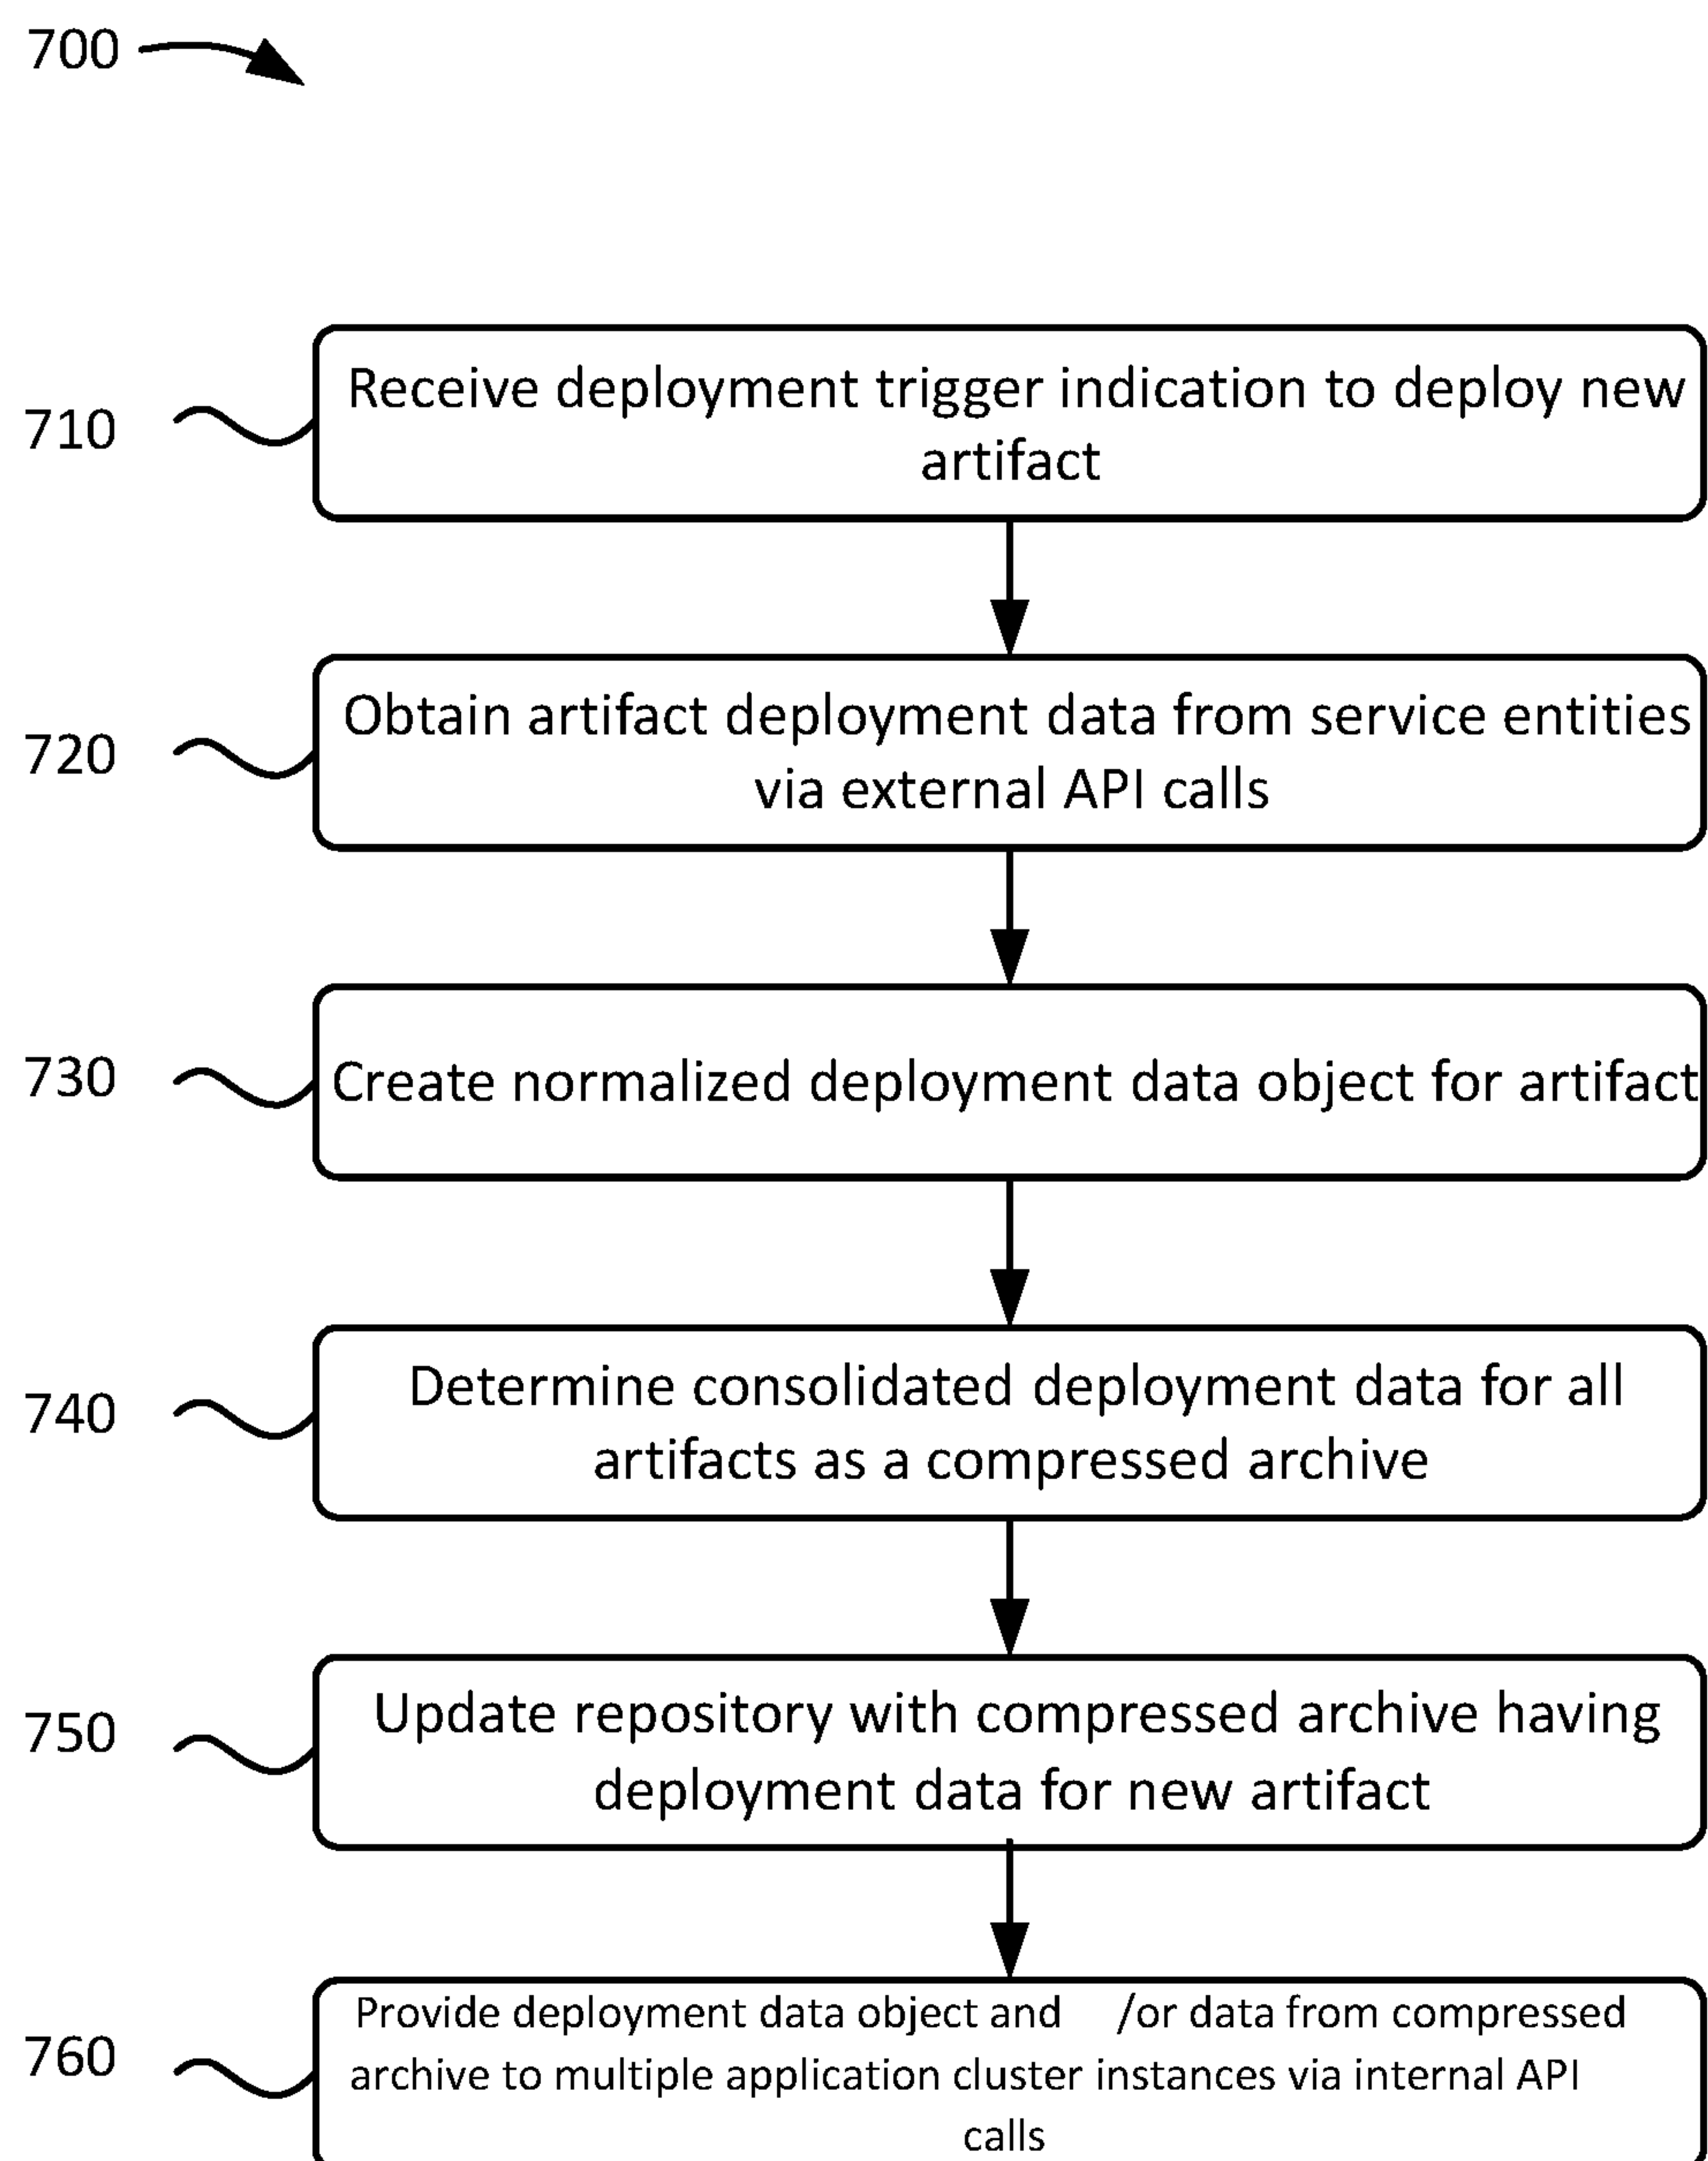 700
710
Receive deployment trigger indication to deploy new
artifact
720
Obtain artifact deployment data from service entities
via external API calls
730
Create normalized deployment data object for artifact
740
Determine consolidated deployment data for all
artifacts as a compressed archive
750
Update repository with compressed archive having
deployment data for new artifact
760
Provide deployment data object and /or data from compressed
archive to multiple application cluster instances via internal API
calls